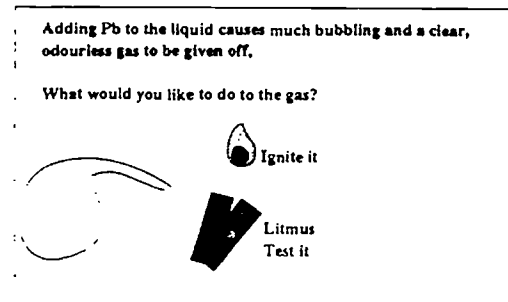 Adding Pb to the liquid causes much bubbling and a clear,
odourless gas to be given off.
What would you like to do to the gas?
Ignite it
Litmus
Test it